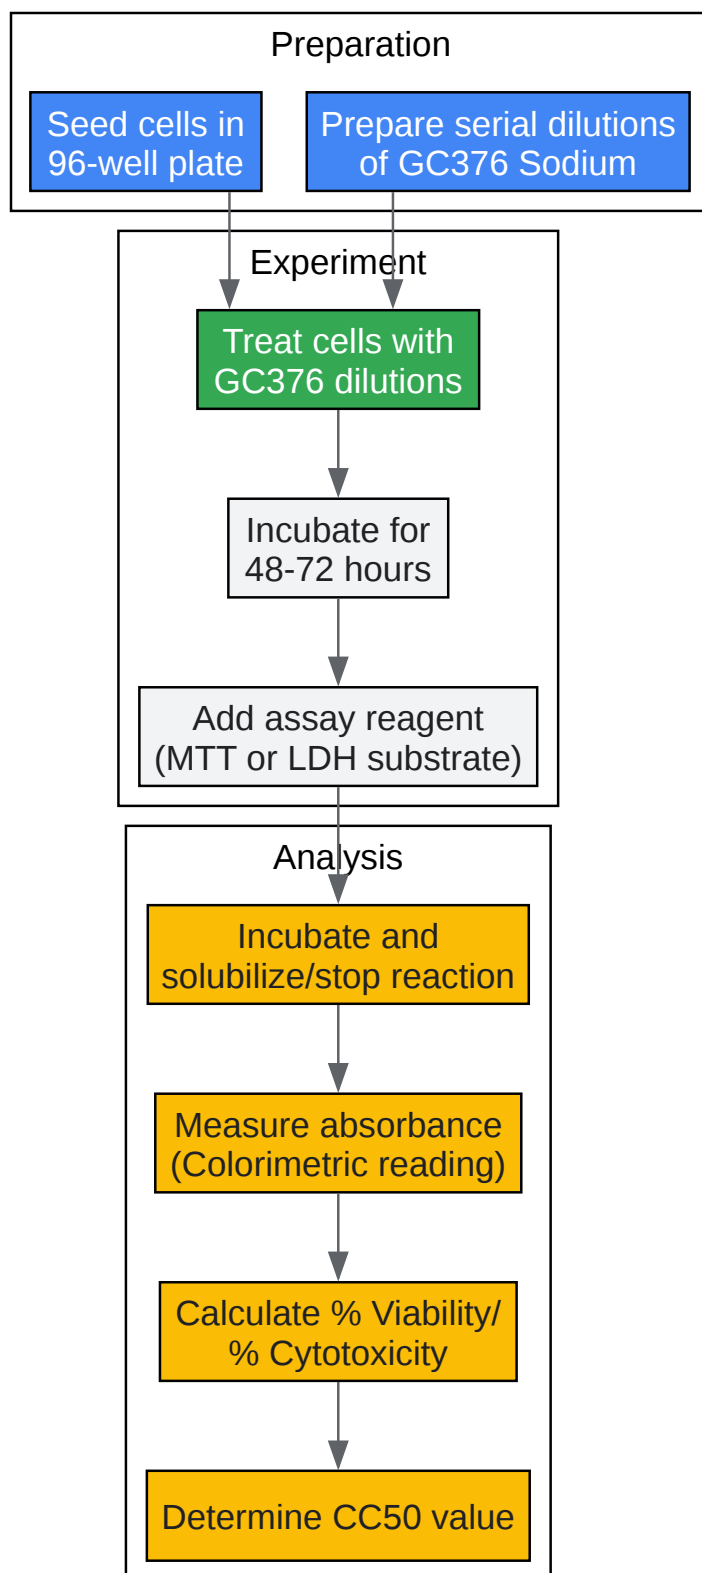 Preparation
Seed cells in
96-well plate
Prepare serial dilutions
of GC376 Sodium
Experiment
Treat cells with
GC376 dilutions
Incubate for
48-72 hours
Add assay reagent
(MTT or LDH substrate)
Analysis
Incubate and
solubilize/stop reaction
Measure absorbance
(Colorimetric reading)
Calculate % Viability/
% Cytotoxicity
Determine CC50 value